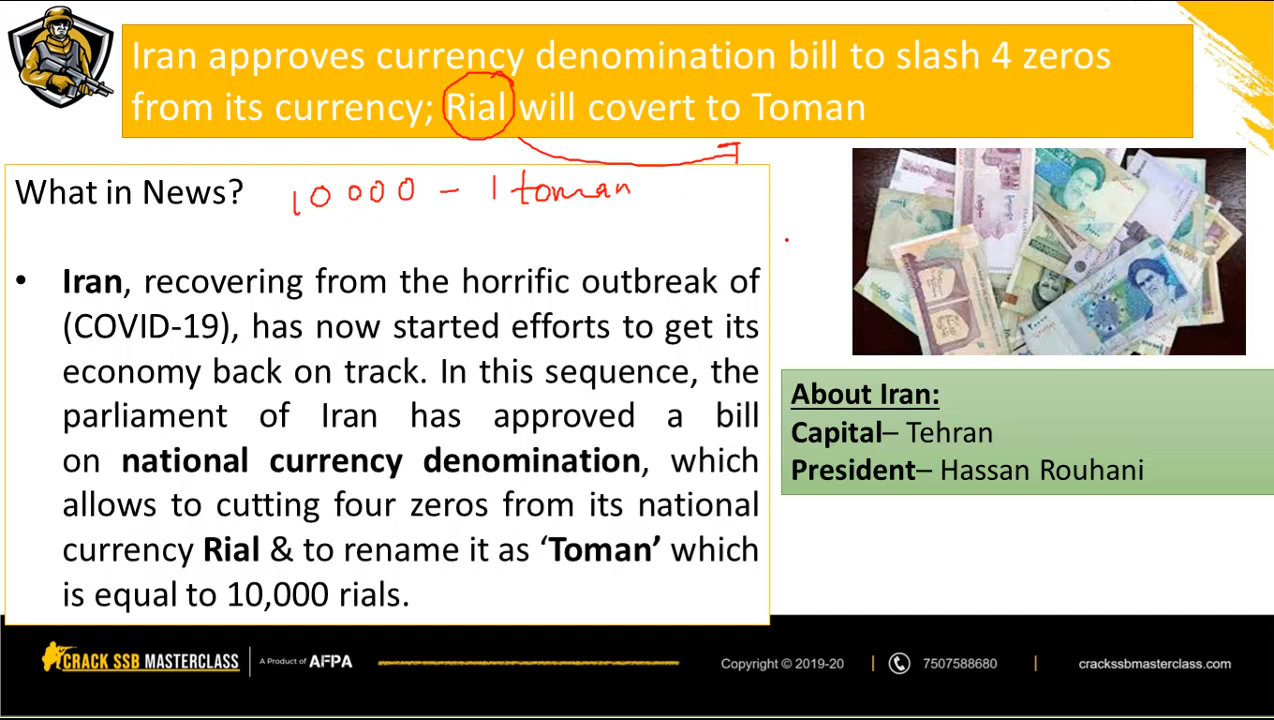 Iran approves currency denomination bill to slash 4 zeros
from its currency; Rial will covert to Toman
What in News?
10000 – 1 toman
• Iran, recovering from the horrific outbreak of
(COVID-19), has now started efforts to get its
economy back on track. In this sequence, the
parliament of Iran has approved a bill
on national currency denomination, which
allows to cutting four zeros from its national
currency Rial & to rename it as ‘Toman’ which
is equal to 10,000 rials.
About Iran:
Capital– Tehran
President– Hassan Rouhani
CRACK SSB MASTERCLASS
A Product of AFPA
Copyright © 2019-20
7507588680
crackssbmasterclass.com